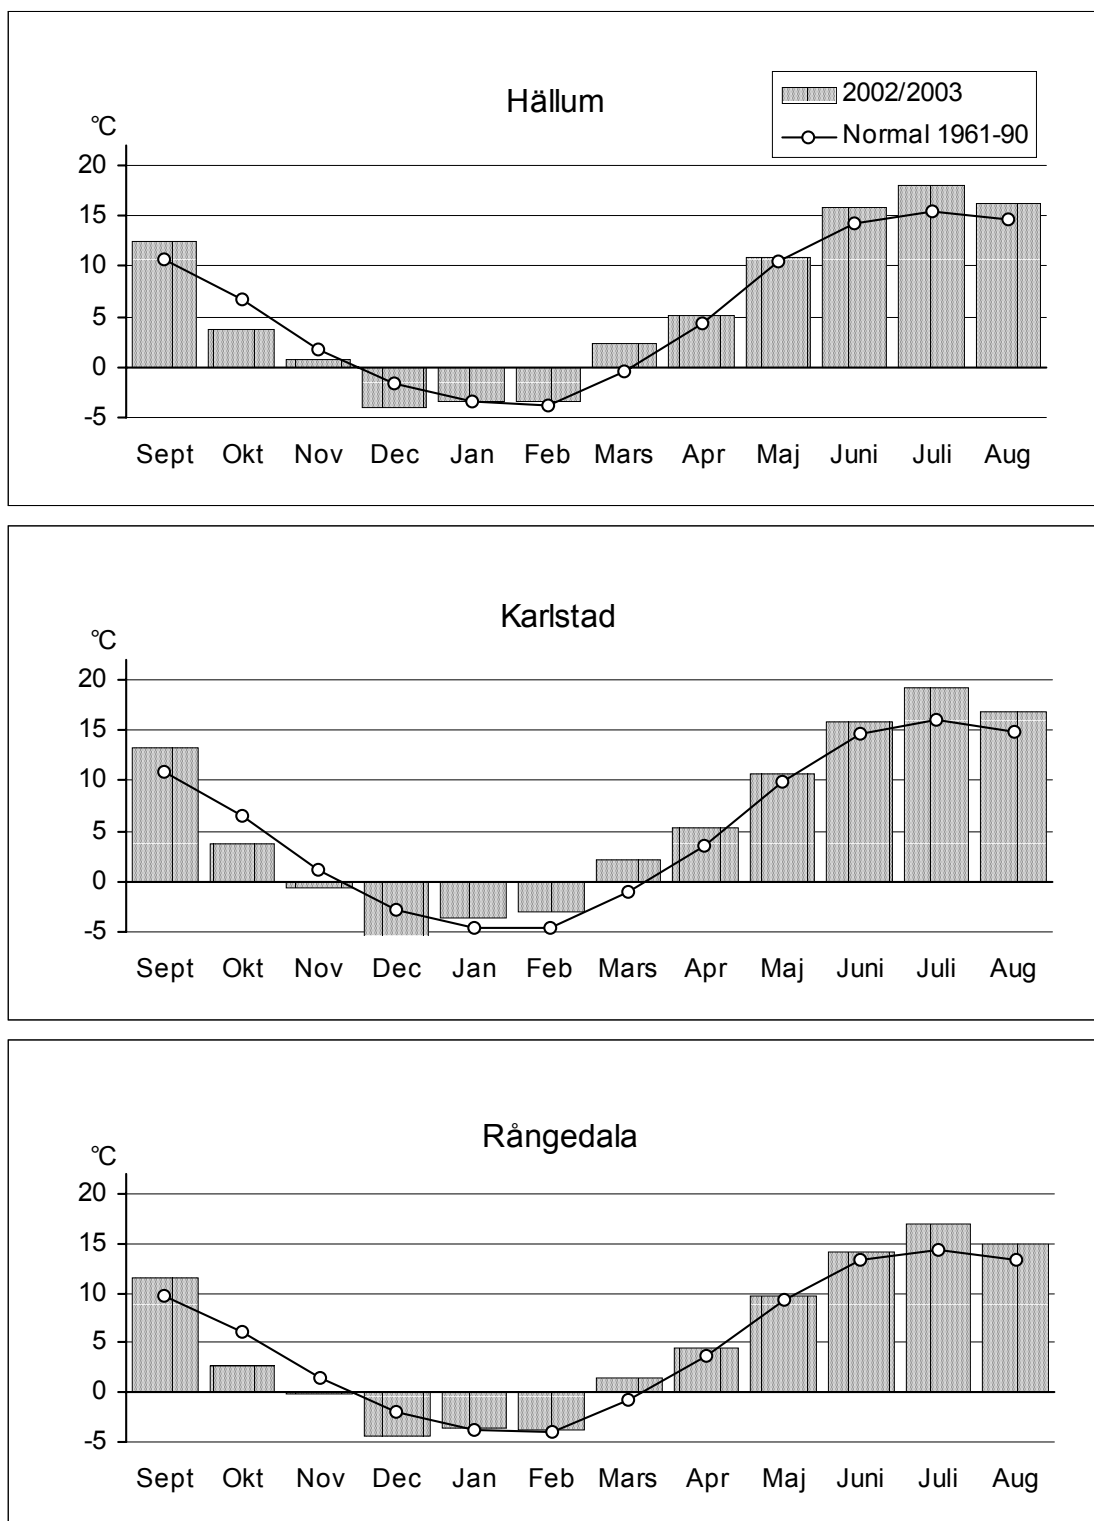 Hällum
2002/2003
Normal 1961-90
°C
20
15
10
5
0
-5
Sept Okt Nov Dec Jan Feb Mars Apr Maj Juni Juli Aug
Karlstad
°C
20
15
10
5
0
-5
Sept Okt Nov Dec Jan Feb Mars Apr Maj Juni Juli Aug
Rångedala
°C
20
15
10
5
0
-5
Sept Okt Nov Dec Jan Feb Mars Apr Maj Juni Juli Aug